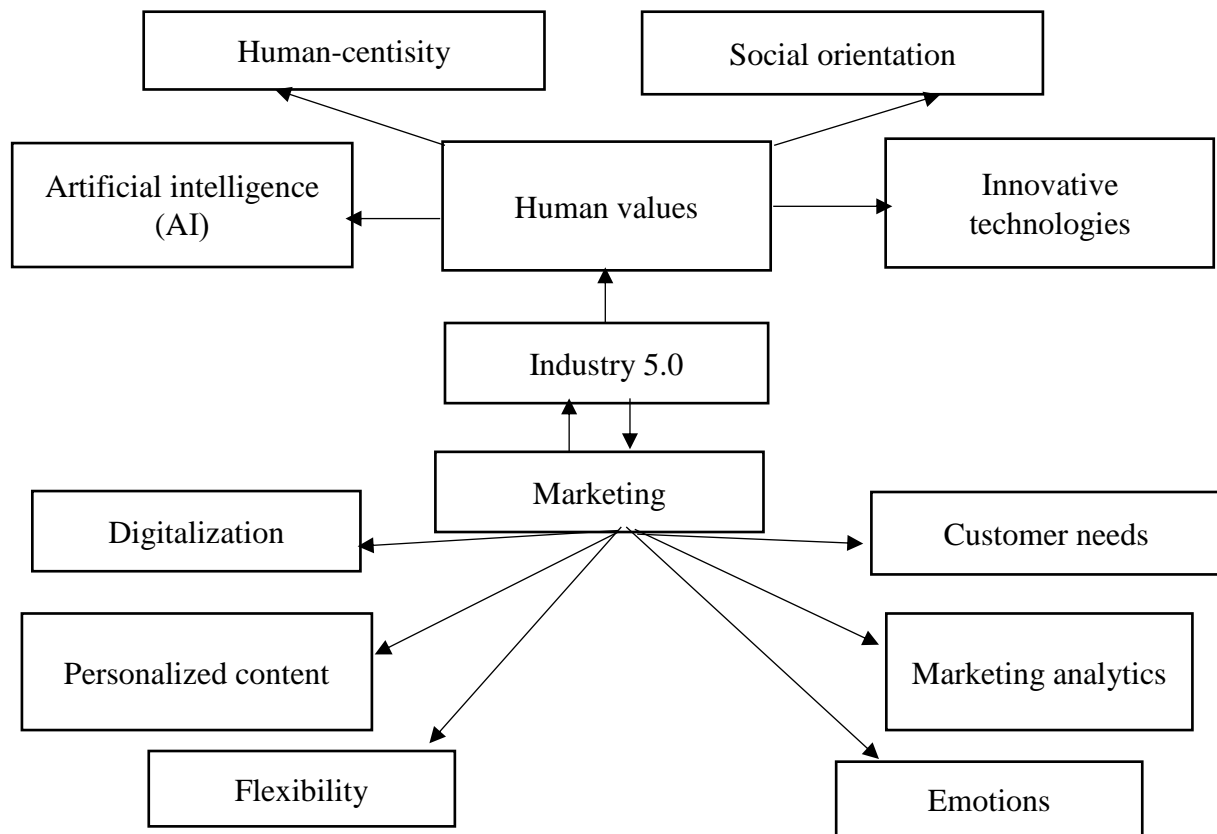 Human-centisity
Social orientation
Artificial intelligence
(AI)
Human values
Innovative
technologies
Industry 5.0
Marketing
Digitalization
Customer needs
Personalized content
Marketing analytics
Flexibility
Emotions